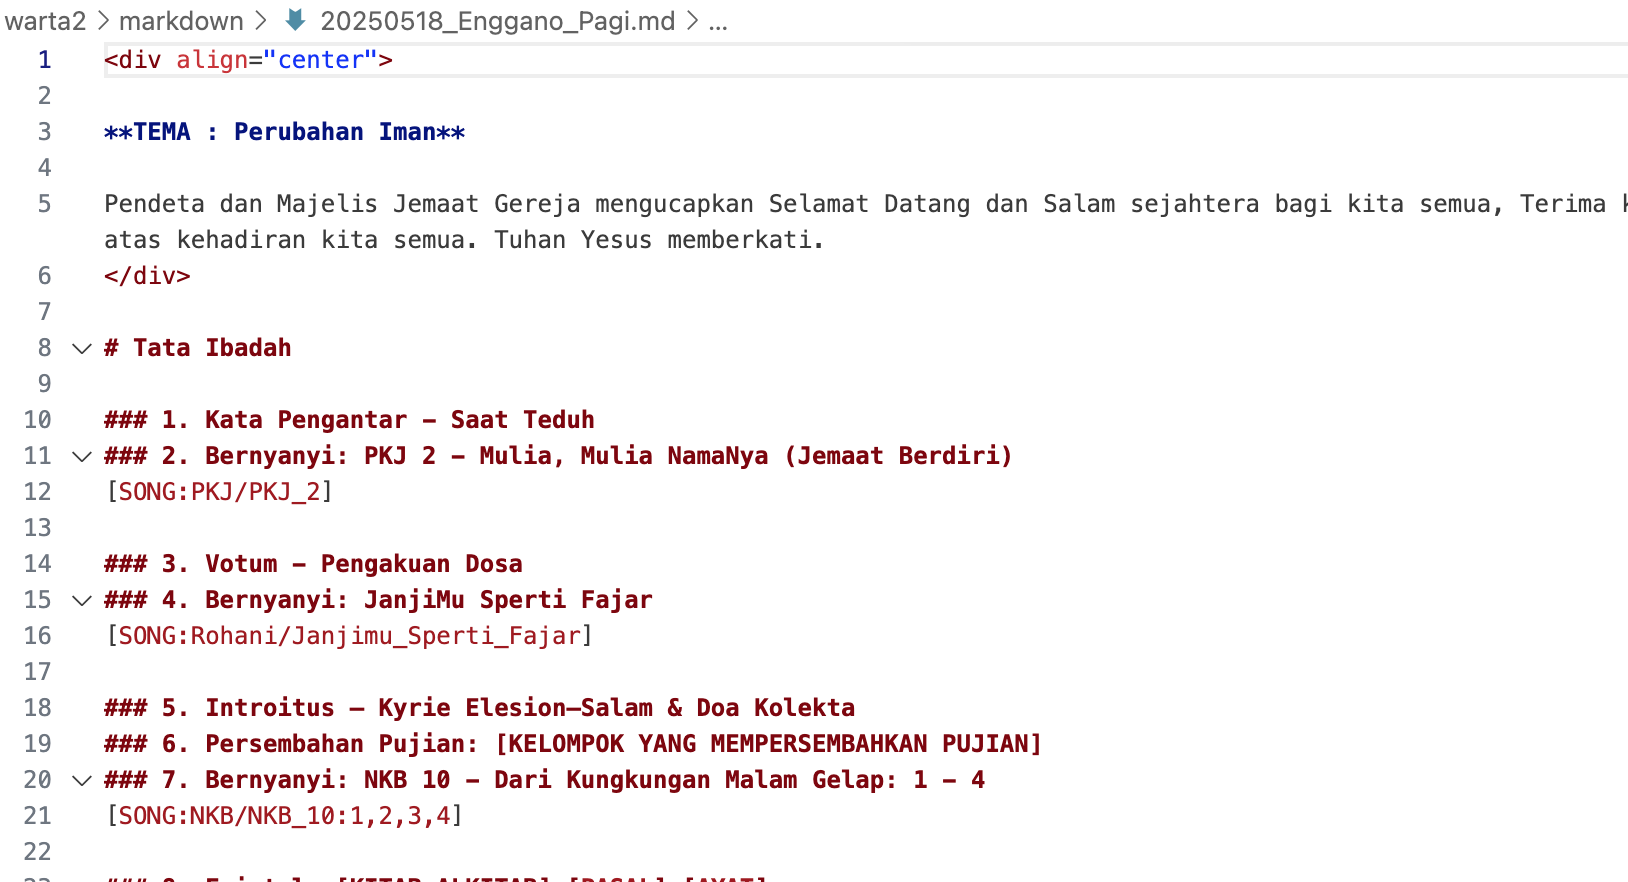 warta2 > markdown > 20250518_Enggano_Pagi.md > ...
1 <div align="center">
2
3 **TEMA : Perubahan Iman**
4
5 Pendeta dan Majelis Jemaat Gereja mengucapkan Selamat Datang dan Salam sejahtera bagi kita semua, Terima
atas kehadiran kita semua. Tuhan Yesus memberkati.
6 </div>
7
8 # Tata Ibadah
9
10 ### 1. Kata Pengantar - Saat Teduh
11 ### 2. Bernyanyi: PKJ 2 - Mulia, Mulia NamaNya (Jemaat Berdiri)
12 [SONG:PKJ/PKJ_2]
13
14 ### 3. Votum - Pengakuan Dosa
15 ### 4. Bernyanyi: JanjiMu Sperti Fajar
16 [SONG:Rohani/Janjimu_Sperti_Fajar]
17
18 ### 5. Introitus – Kyrie Elesion–Salam & Doa Kolekta
19 ### 6. Persembahan Pujian: [KELOMPOK YANG MEMPERSEMBAHKAN PUJIAN]
20 ### 7. Bernyanyi: NKB 10 - Dari Kungkungan Malam Gelap: 1 - 4
21 [SONG:NKB/NKB_10:1,2,3,4]
22